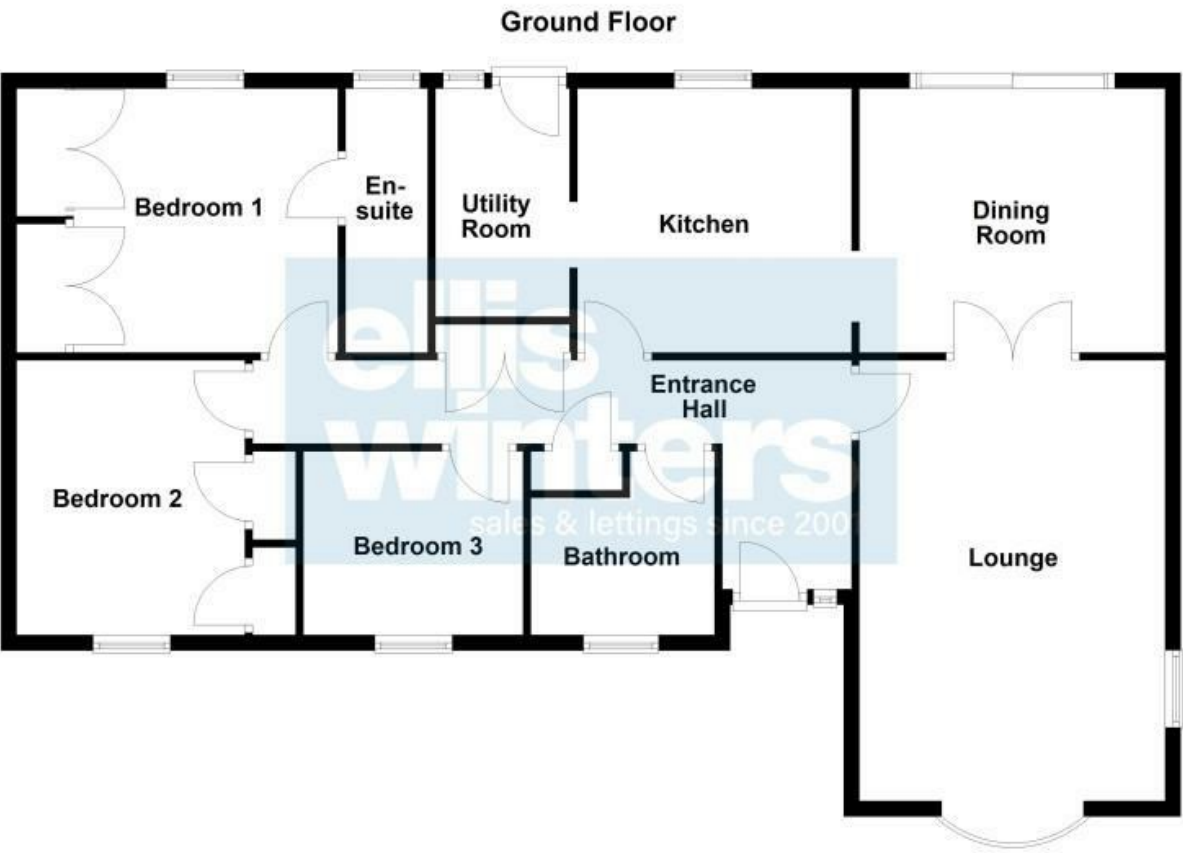 Ground Floor
Bedroom 1
En-
suite
Utility
Room
Kitchen
Dining
Room
ellis
winters
sales & lettings since 2001
Entrance
Hall
Bedroom 2
Bedroom 3
Bathroom
Lounge